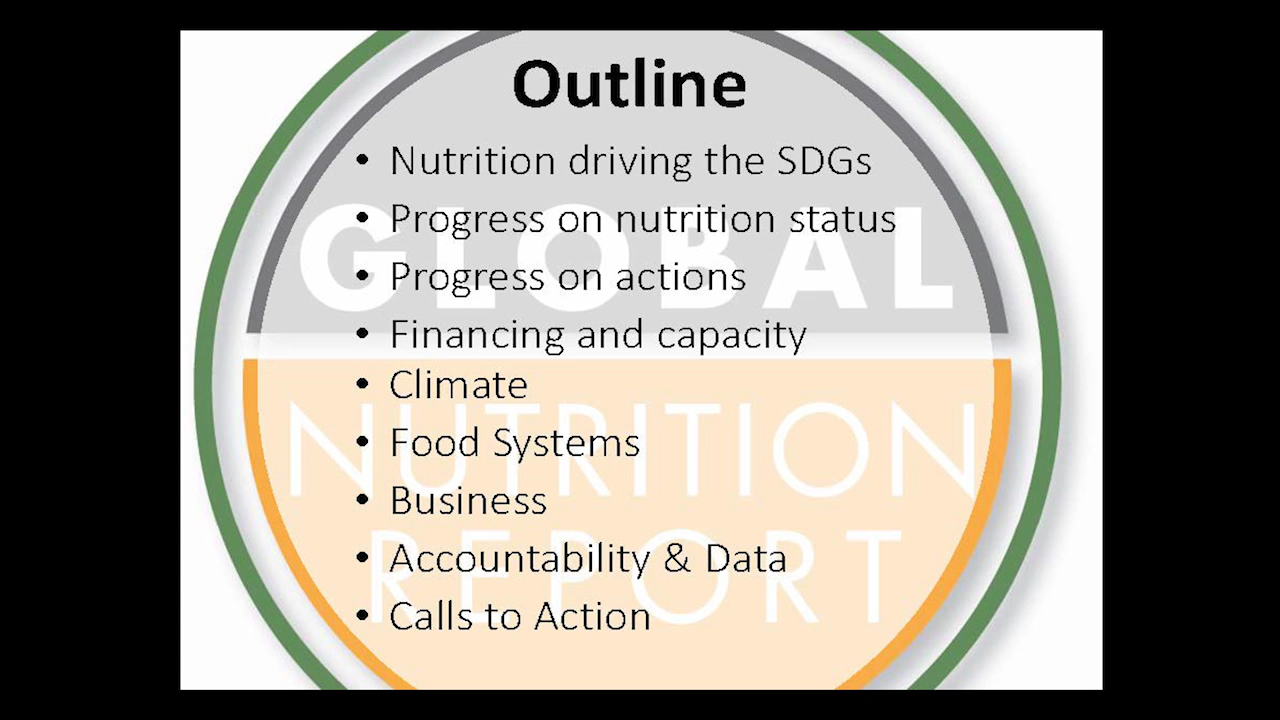 Outline
• Nutrition driving the SDGs
• Progress on nutrition status
• Progress on actions
• Financing and capacity
• Climate
• Food Systems
• Business
• Accountability & Data
• Calls to Action
GLOBAL
NUTRITION
REPORT